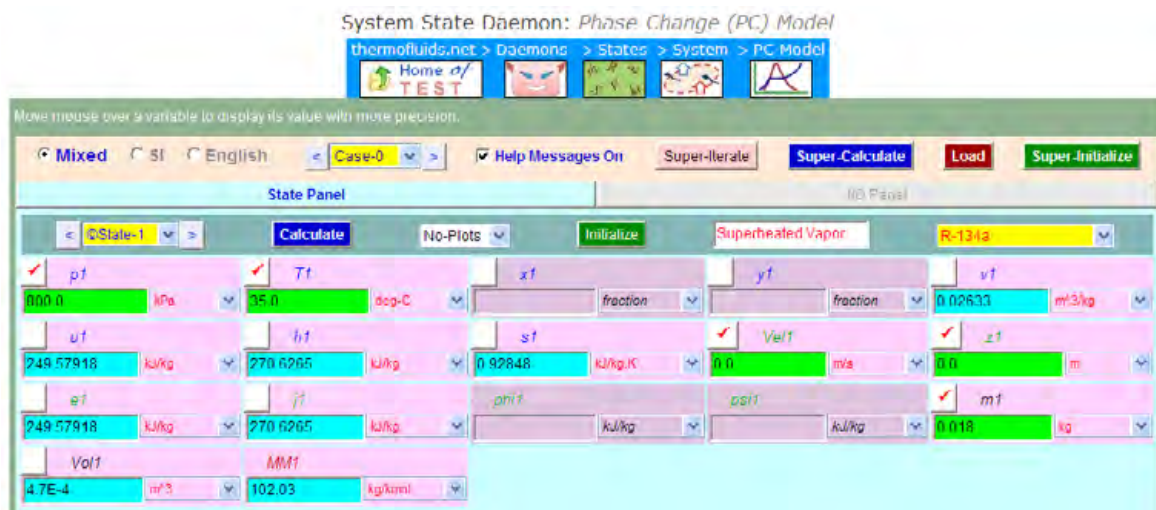 System State Daemon: Phase Change (PC) Model
thermofluids.net > Daemons > States > System > PC Model
Home of
TEST
Move mouse over a variable to display its value with more precision.
Mixed SI English < Case-0 > Help Messages On Super-Iterate Super-Calculate Load Super-Initialize
State Panel I/O Panel
< ©State-1 > Calculate No-Plots Initialize Superheated Vapor R-134a
p1 T1 x1 y1 v1
800.0 kPa 35.0 deg-C fraction fraction 0.02633 m^3/kg
u1 h1 s1 Vel1 z1
249.57918 kJ/kg 270.6265 kJ/kg 0.92848 kJ/kg.K 0.0 m/s 0.0 m
e1 j1 phi1 psi1 m1
249.57918 kJ/kg 270.6265 kJ/kg kJ/kg kJ/kg 0.018 kg
Vol1 MM1
4.7E-4 m^3 102.03 kg/kmol